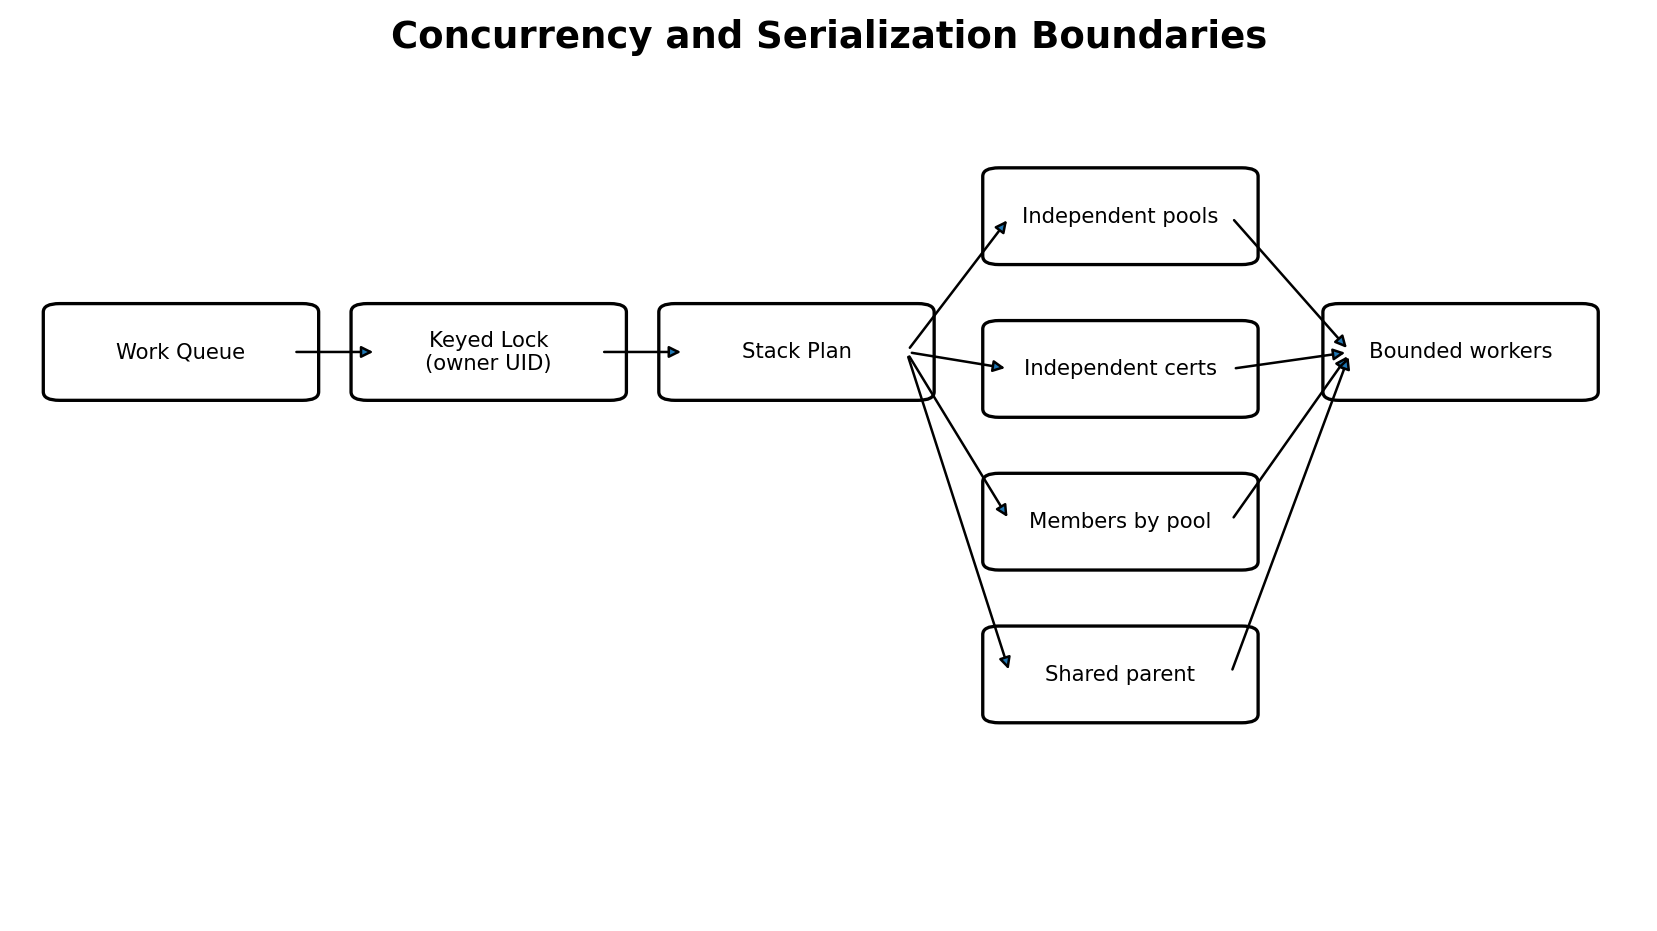 Concurrency and Serialization Boundaries
Work Queue
Keyed Lock
(owner UID)
Stack Plan
Independent pools
Independent certs
Members by pool
Shared parent
Bounded workers